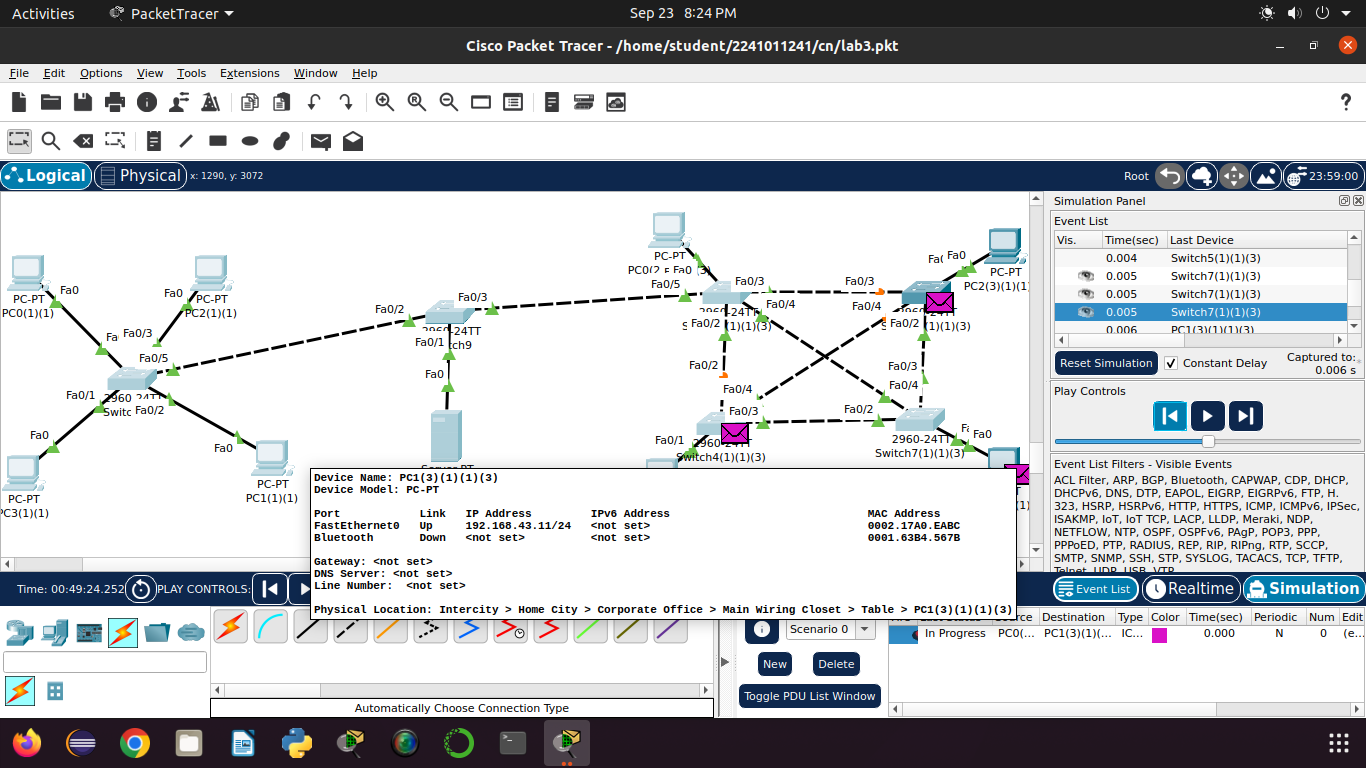 Activities PacketTracer Sep 23 8:24 PM
Cisco Packet Tracer - /home/student/2241011241/cn/lab3.pkt
File Edit Options View Tools Extensions Window Help
Logical Physical x: 1290, y: 3072 Root 23:59:00
Simulation Panel
Event List
Vis. Time(sec) Last Device
0.004 Switch5(1)(1)(3)
0.005 Switch7(1)(1)(3)
0.005 Switch7(1)(1)(3)
0.005 Switch7(1)(1)(3)
0.006 PC1(3)(1)(1)(3)
Reset Simulation Constant Delay Captured to:
0.006 s
Play Controls
Event List Filters - Visible Events
ACL Filter, ARP, BGP, Bluetooth, CAPWAP, CDP, DHCP,
DHCPv6, DNS, DTP, EAPOL, EIGRP, EIGRPv6, FTP, H.
323, HSRP, HSRPv6, HTTP, HTTPS, ICMP, ICMPv6, IPSec,
ISAKMP, IoT, IoT TCP, LACP, LLDP, Meraki, NDP,
NETFLOW, NTP, OSPF, OSPFv6, PAgP, POP3, PPP,
PPPoED, PTP, RADIUS, REP, RIP, RIPng, RTP, SCCP,
SMTP, SNMP, SSH, STP, SYSLOG, TACACS, TCP, TFTP,
Telnet, UDP, USB, VTP
PC-PT
PC0(1)(1)
Fa0
PC-PT
PC2(1)(1)
Fa0
Fa0/3
Fa0/5
Fa0/1
2960-24TT
Fa0/2
Fa0
PC-PT
PC3(1)(1)
Fa0
PC-PT
PC1(1)(1)
Fa0/2
Fa0/3
2960-24TT
Fa0/1
Fa0
Server-PT
PC-PT
Fa0
Fa0/5
Fa0/3
Fa0/4
Fa0/2
Fa0/3
Fa0/4
Fa0/2
Fa0
PC-PT
PC2(3)(1)(1)
Fa0/2
Fa0/4
Fa0/3
Fa0/1
2960-24TT
Switch4(1)(1)(3)
Fa0/3
Fa0/4
Fa0/2
2960-24TT
Switch7(1)(1)(3)
Fa0
Device Name: PC1(3)(1)(1)(3)
Device Model: PC-PT
Port Link IP Address IPv6 Address MAC Address
FastEthernet0 Up 192.168.43.11/24 <not set> 0002.17A0.EABC
Bluetooth Down <not set> <not set> 0001.63B4.567B
Gateway: <not set>
DNS Server: <not set>
Line Number: <not set>
Physical Location: Intercity > Home City > Corporate Office > Main Wiring Closet > Table > PC1(3)(1)(1)(3)
Time: 00:49:24.252 PLAY CONTROLS: Event List Realtime Simulation
Scenario 0
New Delete
Toggle PDU List Window
Last Status Source Destination Type Color Time(sec) Periodic Num Edit
In Progress PC0(... PC1(3)(1)(... IC... 0.000 N 0 (e...
Automatically Choose Connection Type